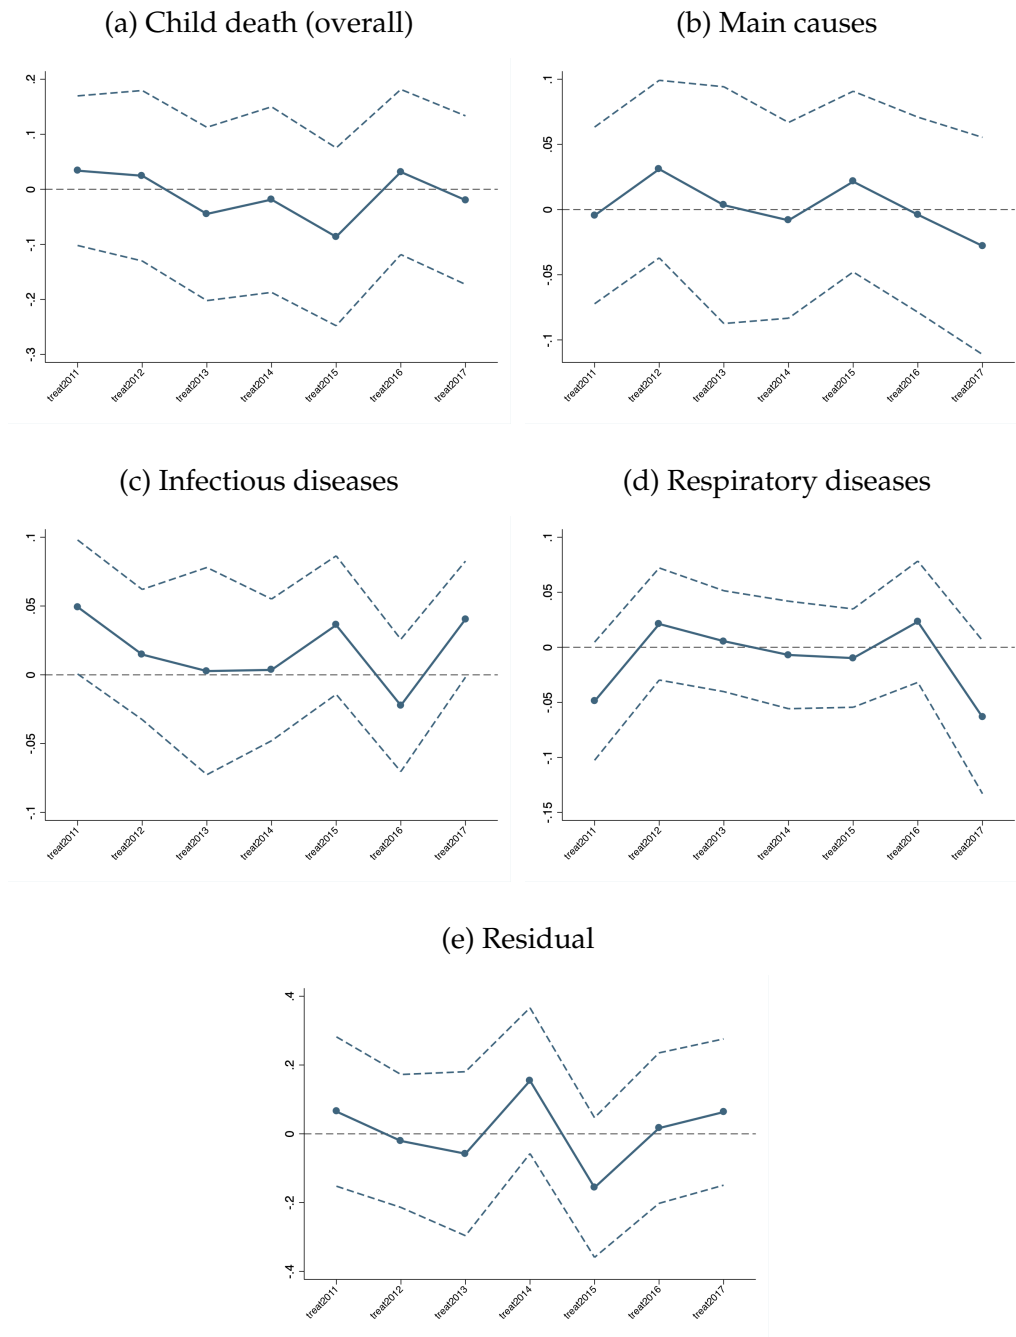 (a) Child death (overall)
.2
.1
0
-.1
-.2
-.3
treat2011
treat2012
treat2013
treat2014
treat2015
treat2016
treat2017
(b) Main causes
.1
.05
0
-.05
-.1
treat2011
treat2012
treat2013
treat2014
treat2015
treat2016
treat2017
(c) Infectious diseases
.1
.05
0
-.05
-.1
treat2011
treat2012
treat2013
treat2014
treat2015
treat2016
treat2017
(d) Respiratory diseases
.1
.05
0
-.05
-.1
-.15
treat2011
treat2012
treat2013
treat2014
treat2015
treat2016
treat2017
(e) Residual
.4
.2
0
-.2
-.4
treat2011
treat2012
treat2013
treat2014
treat2015
treat2016
treat2017